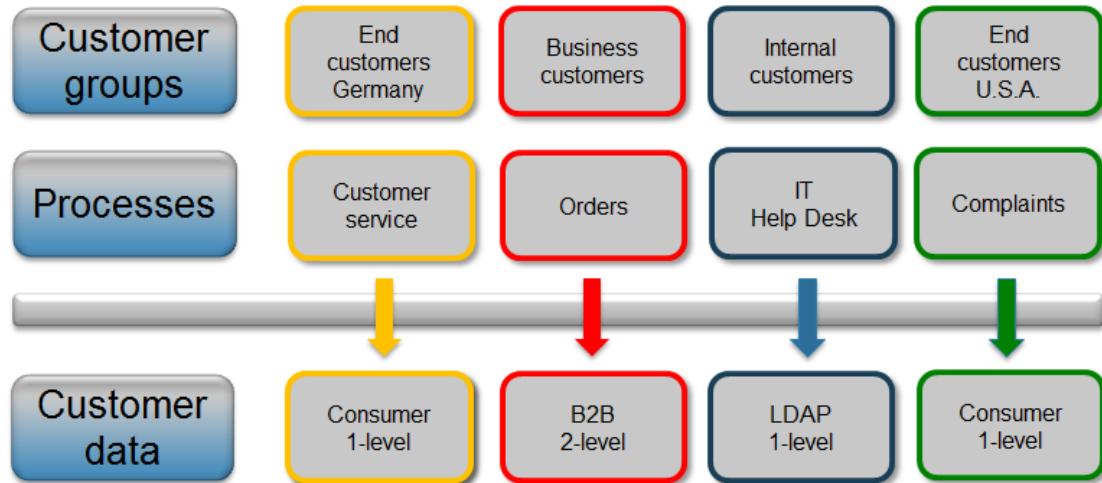 Customer
groups
End
customers
Germany
Business
customers
Internal
customers
End
customers
U.S.A.
Processes
Customer
service
Orders
IT
Help Desk
Complaints
Customer
data
Consumer
1-level
B2B
2-level
LDAP
1-level
Consumer
1-level